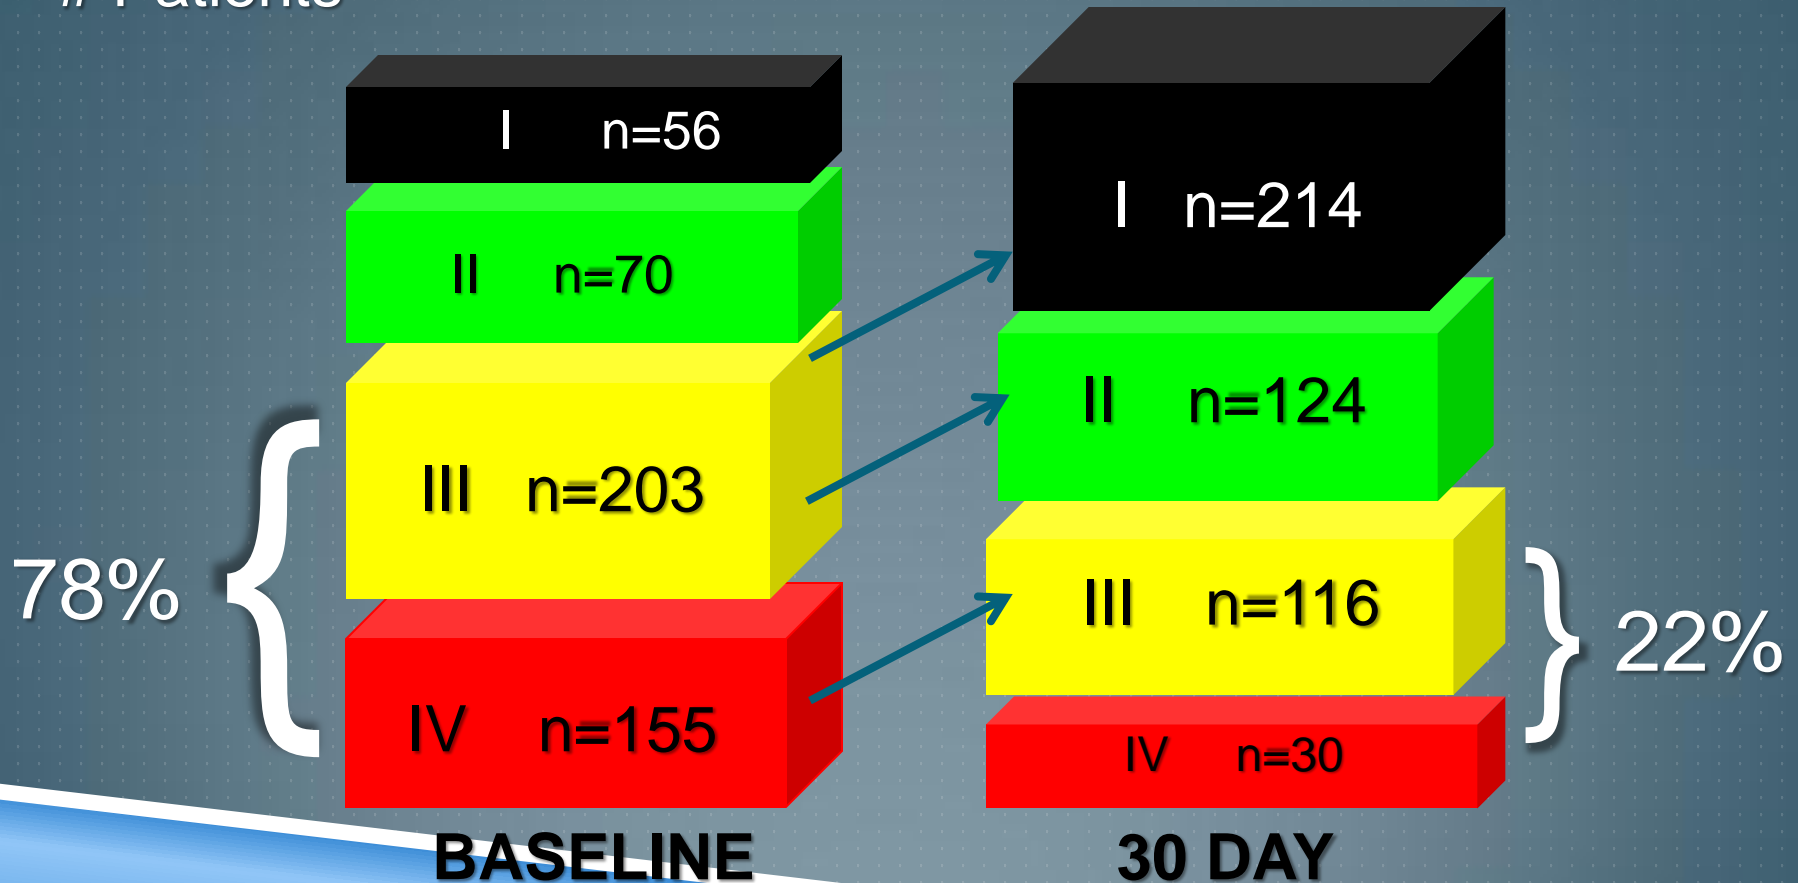 # Patients
I n=56
II n=70
III n=203
IV n=155
78%
BASELINE
I n=214
II n=124
III n=116
IV n=30
22%
30 DAY